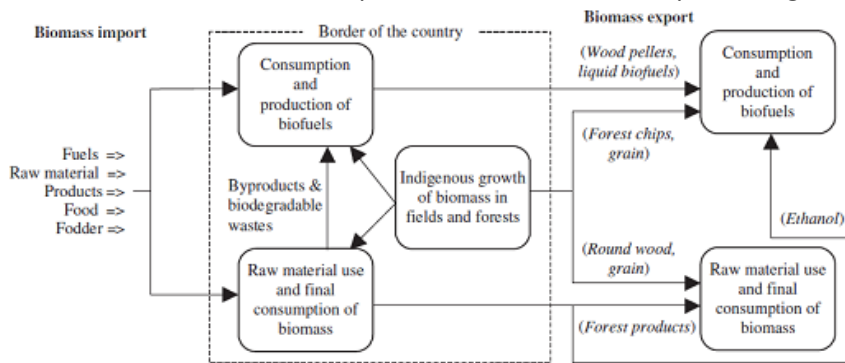 Biomass import
Border of the country
Biomass export
Consumption
and
production of
biofuels
(Wood pellets,
liquid biofuels)
Consumption
and
production of
biofuels
Fuels =>
Raw material =>
Products =>
Food =>
Fodder =>
Byproducts &
biodegradable
wastes
Indigenous growth
of biomass in
fields and forests
(Forest chips,
grain)
(Ethanol)
Raw material use
and final
consumption of
biomass
(Round wood,
grain)
(Forest products)
Raw material use
and final
consumption of
biomass